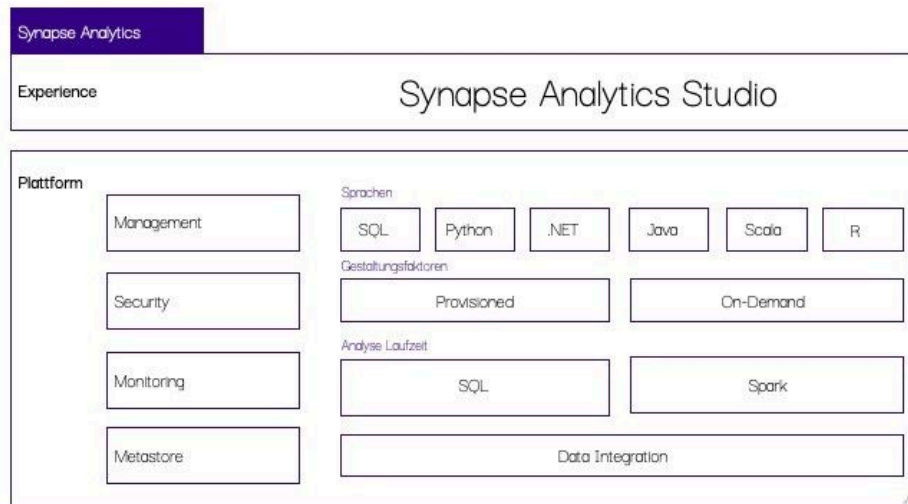 Synapse Analytics
Experience
Synapse Analytics Studio
Plattform
Management
Security
Monitoring
Metastore
Sprachen
SQL
Python
.NET
Java
Scala
R
Gestaltungsfaktoren
Provisioned
On-Demand
Analyse Laufzeit
SQL
Spark
Data Integration